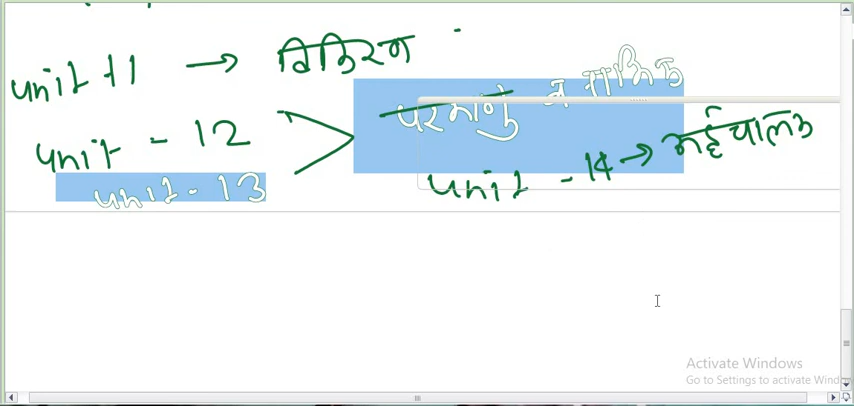 unit 11 → विकिरण
unit - 12
परमाणु व नाभिक
unit - 13
unit - 14 → अर्द्धचालक
Activate Windows
Go to Settings to activate Wind